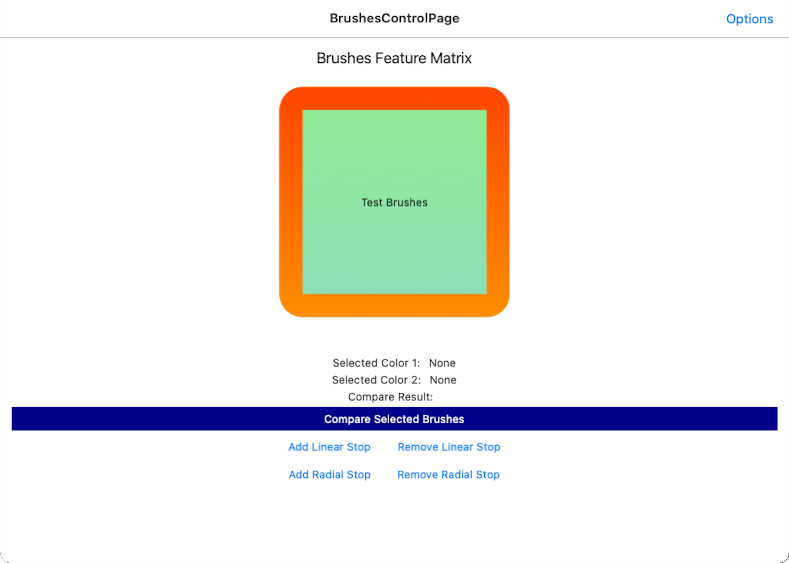 BrushesControlPage
Options
Brushes Feature Matrix
Test Brushes
Selected Color 1: None
Selected Color 2: None
Compare Result:
Compare Selected Brushes
Add Linear Stop Remove Linear Stop
Add Radial Stop Remove Radial Stop